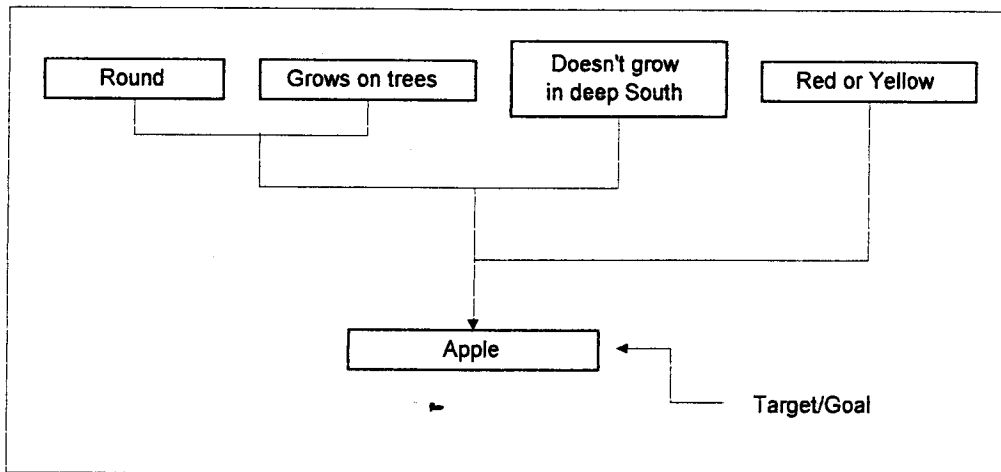 Round
Grows on trees
Doesn't grow
in deep South
Red or Yellow
Apple
Target/Goal